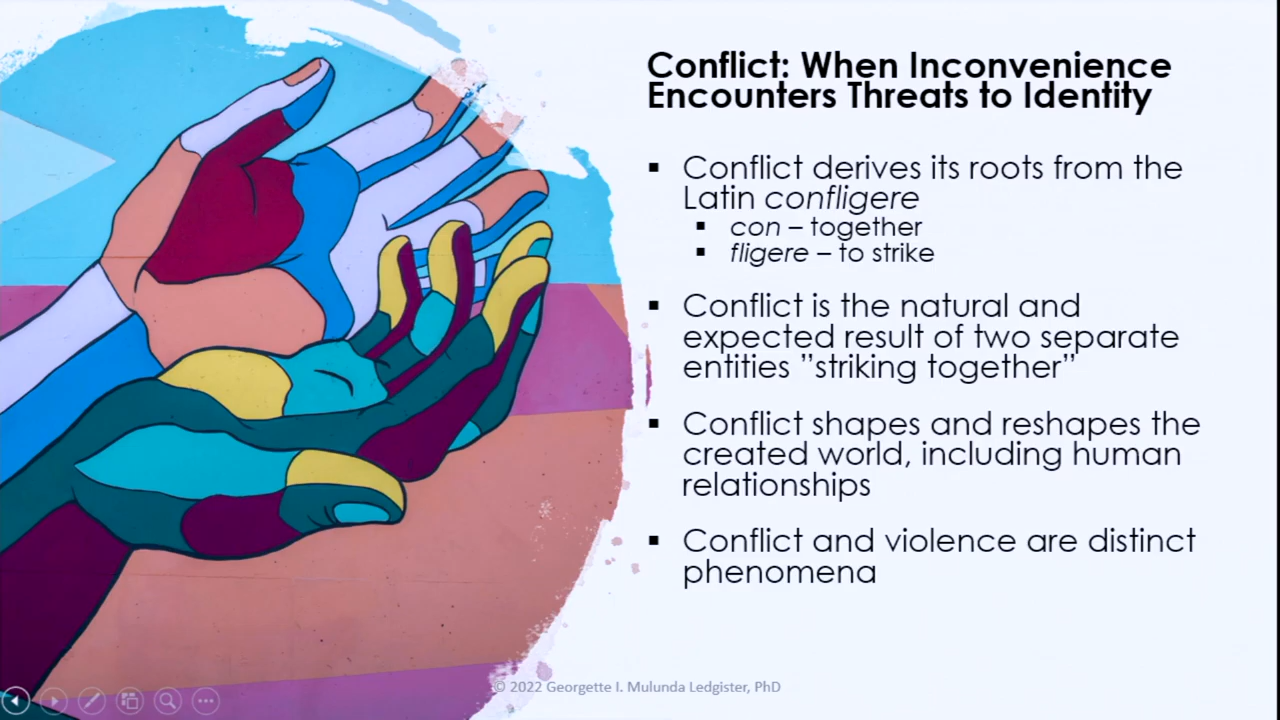 Conflict: When Inconvenience
Encounters Threats to Identity
▪ Conflict derives its roots from the
Latin confligere
▪ con – together
▪ fligere – to strike
▪ Conflict is the natural and
expected result of two separate
entities ”striking together”
▪ Conflict shapes and reshapes the
created world, including human
relationships
▪ Conflict and violence are distinct
phenomena
© 2022 Georgette I. Mulunda Ledgister, PhD